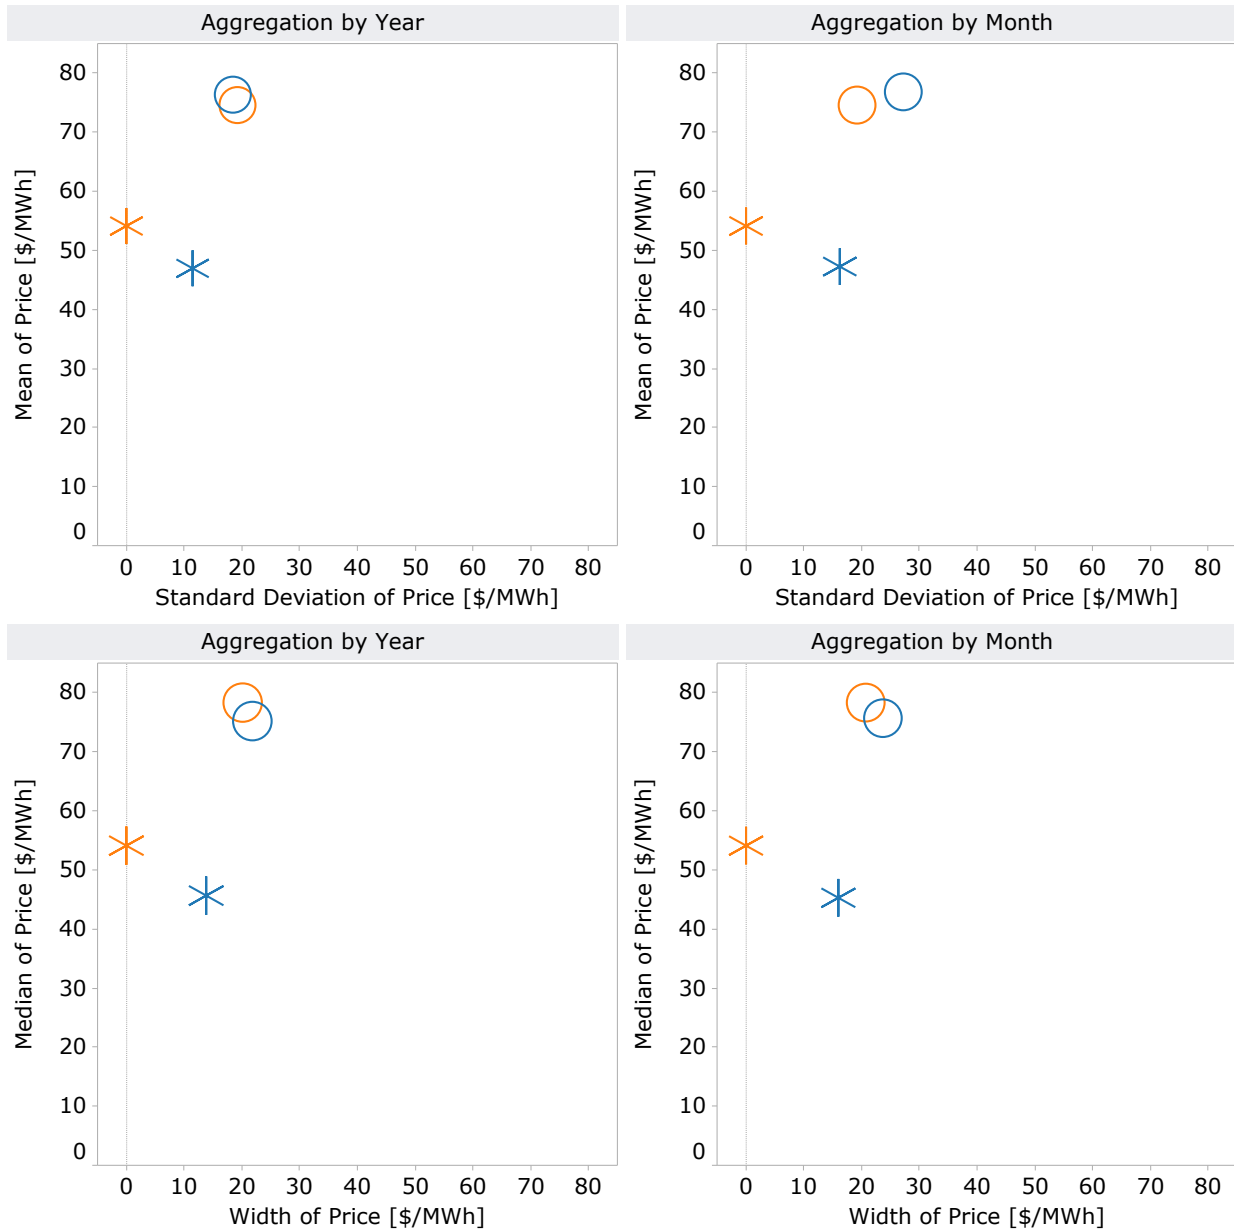 Aggregation by Year
Aggregation by Month
Mean of Price [$/MWh]
80
70
60
50
40
30
20
10
0
0 10 20 30 40 50 60 70 80
Standard Deviation of Price [$/MWh]
Mean of Price [$/MWh]
80
70
60
50
40
30
20
10
0
0 10 20 30 40 50 60 70 80
Standard Deviation of Price [$/MWh]
Aggregation by Year
Aggregation by Month
Median of Price [$/MWh]
80
70
60
50
40
30
20
10
0
0 10 20 30 40 50 60 70 80
Width of Price [$/MWh]
Median of Price [$/MWh]
80
70
60
50
40
30
20
10
0
0 10 20 30 40 50 60 70 80
Width of Price [$/MWh]